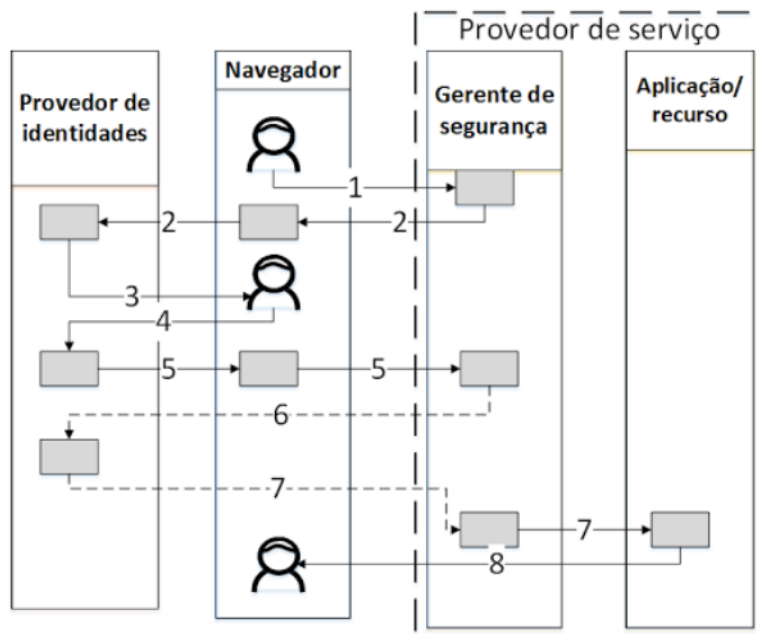 Provedor de serviço
Provedor de
identidades
Navegador
Gerente de
segurança
Aplicação/
recurso
1
2
2
3
4
5
5
6
7
7
8